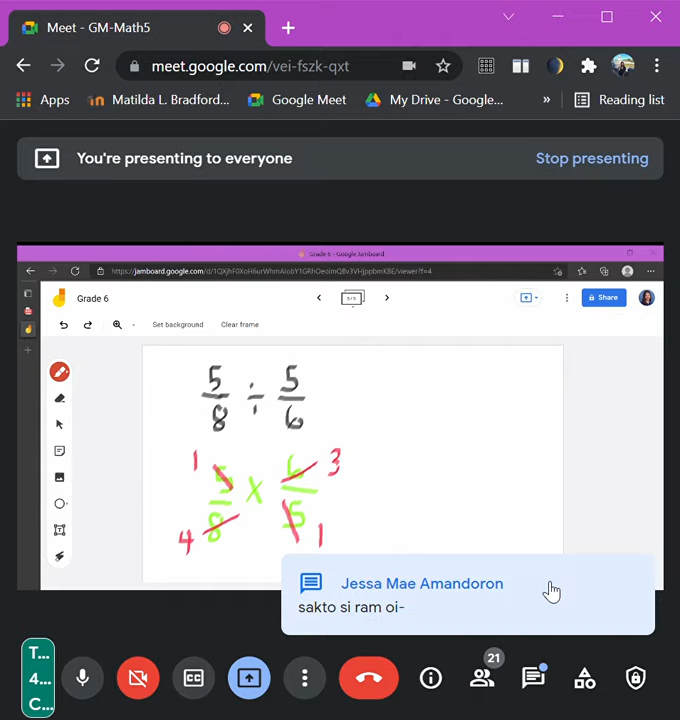 Meet - GM-Math5
meet.google.com/vei-fszk-qxt
Apps Matilda L. Bradford... Google Meet My Drive - Google... » Reading list
You're presenting to everyone Stop presenting
Grade 6 - Google Jamboard
Grade 6 Share
Set background Clear frame
5/8 ÷ 5/6
1 3
5/8 x 6/5
4 1
Jessa Mae Amandoron
sakto si ram oi-
21
T...
4...
C...